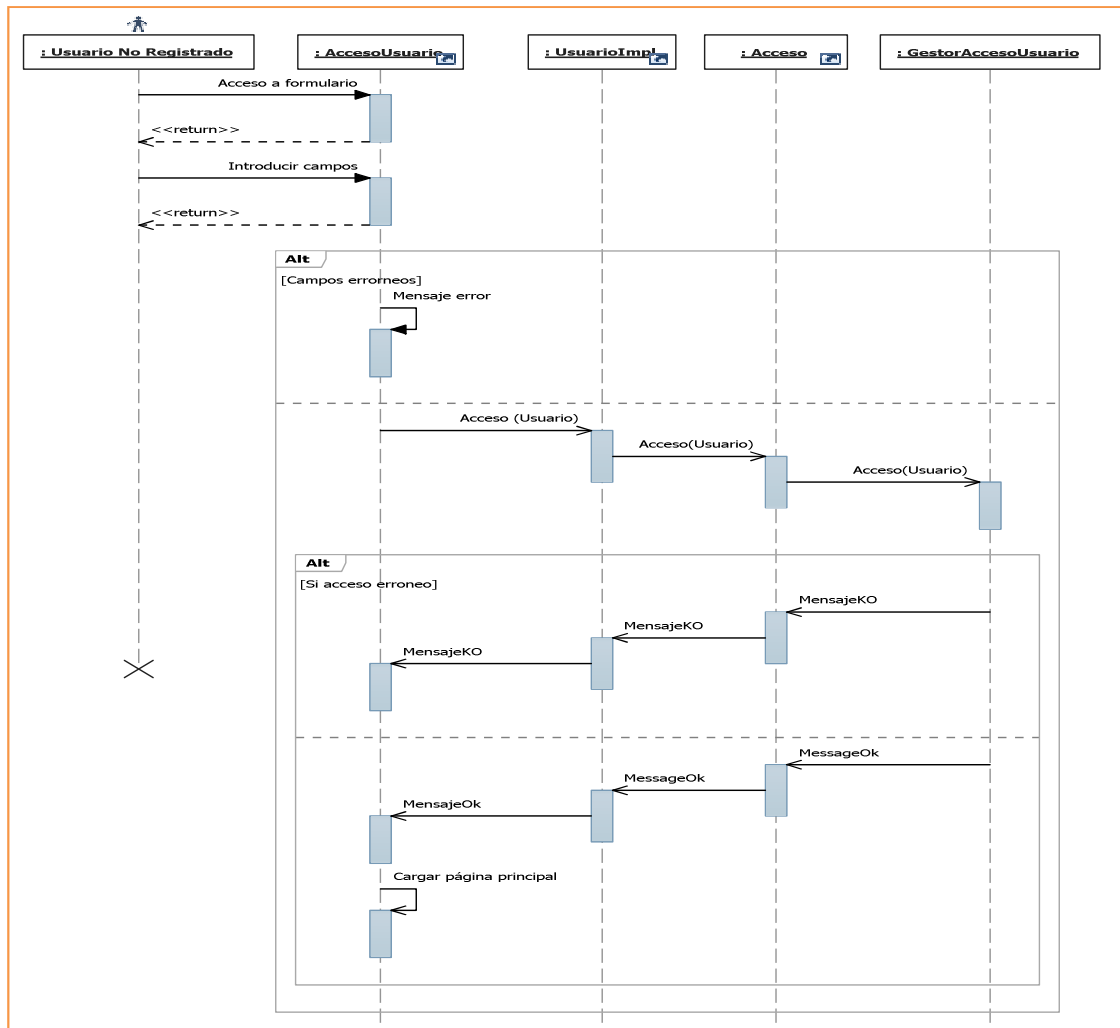 : Usuario No Registrado
: AccesoUsuario
: UsuarioImpl
: Acceso
: GestorAccesoUsuario
Acceso a formulario
<<return>>
Introducir campos
<<return>>
Alt
[Campos errorneos]
Mensaje error
Acceso (Usuario)
Acceso(Usuario)
Acceso(Usuario)
Alt
[Si acceso erroneo]
MensajeKO
MensajeKO
MensajeKO
MessageOk
MessageOk
MensajeOk
Cargar página principal